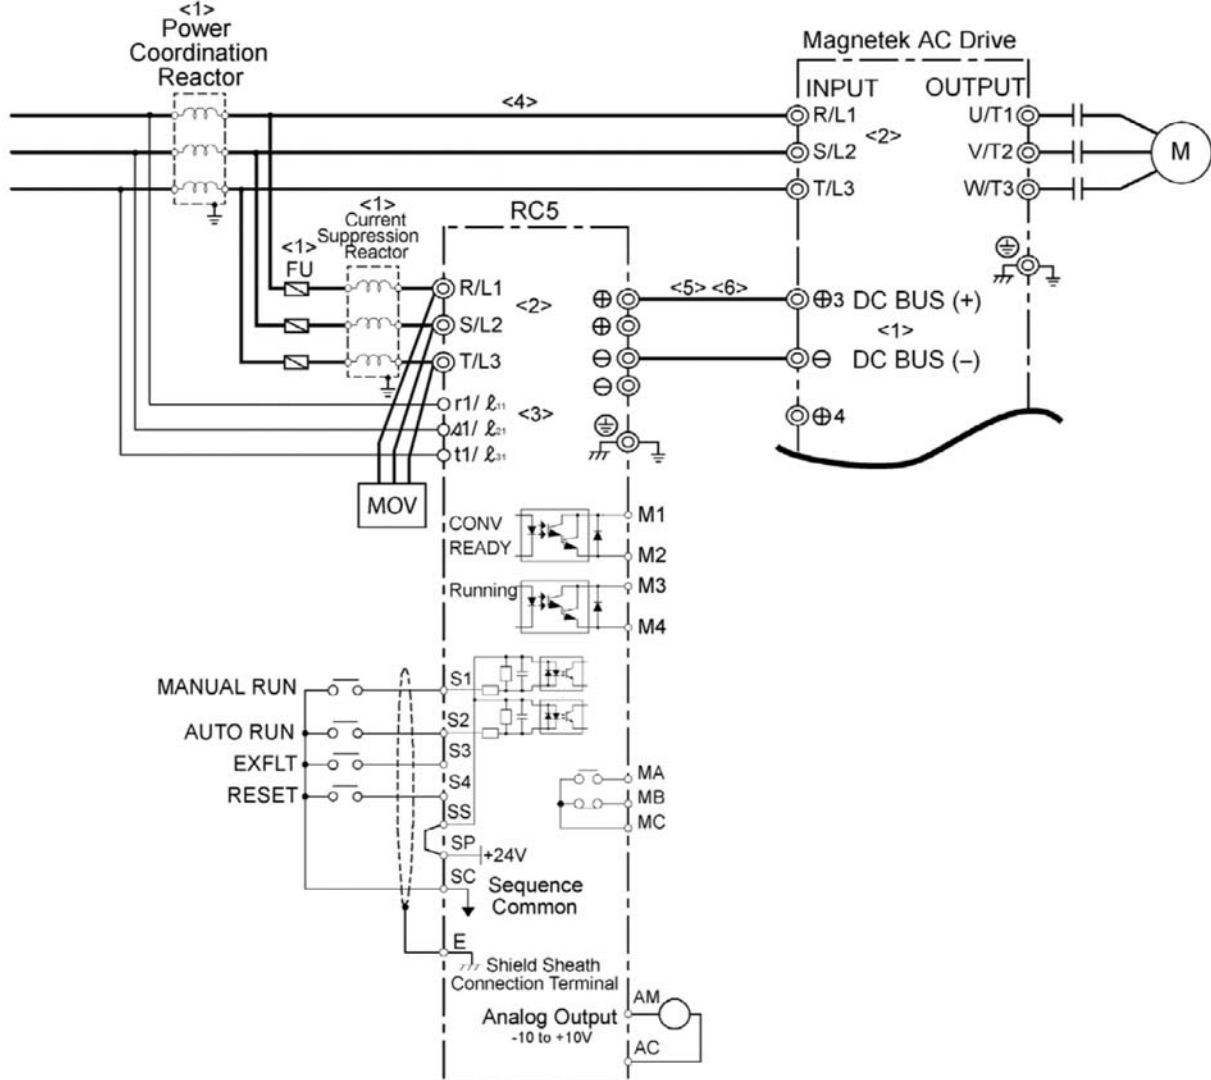 <1>
Power
Coordination
Reactor
Magnetek AC Drive
INPUT OUTPUT
<4>
R/L1 U/T1
<2>
S/L2 V/T2 M
T/L3 W/T3
<1>
Current
Suppression
Reactor
RC5
<1>
FU
R/L1
<2>
S/L2
T/L3
⊕ <5> <6> ⊕3 DC BUS (+)
⊕ <1>
⊖ ⊖ DC BUS (–)
⊖
r1/ ℓ11
<3>
⊕4
s1/ ℓ21
t1/ ℓ31
MOV
CONV
READY
M1
M2
Running
M3
M4
MANUAL RUN S1
AUTO RUN S2
EXFLT S3
RESET S4
MA
MB
MC
SS
SP +24V
SC Sequence
Common
E
Shield Sheath
Connection Terminal
Analog Output
-10 to +10V
AM
AC